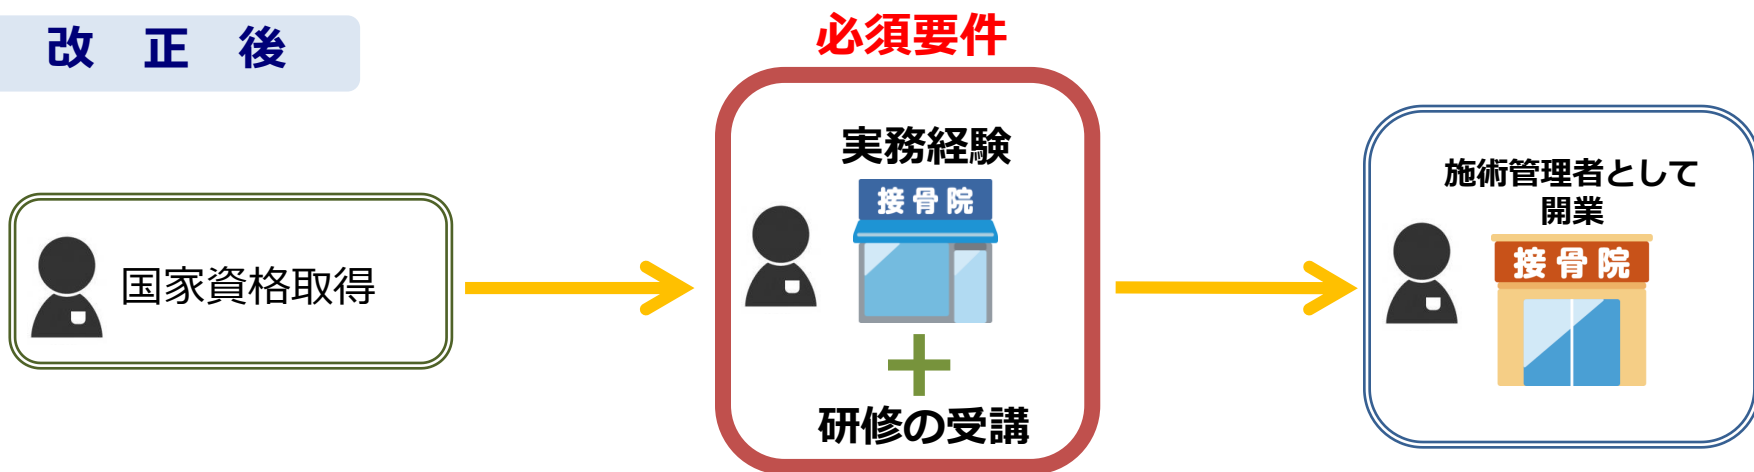 改 正 後
必須要件
国家資格取得
実務経験
接骨院
研修の受講
施術管理者として
開業
接骨院